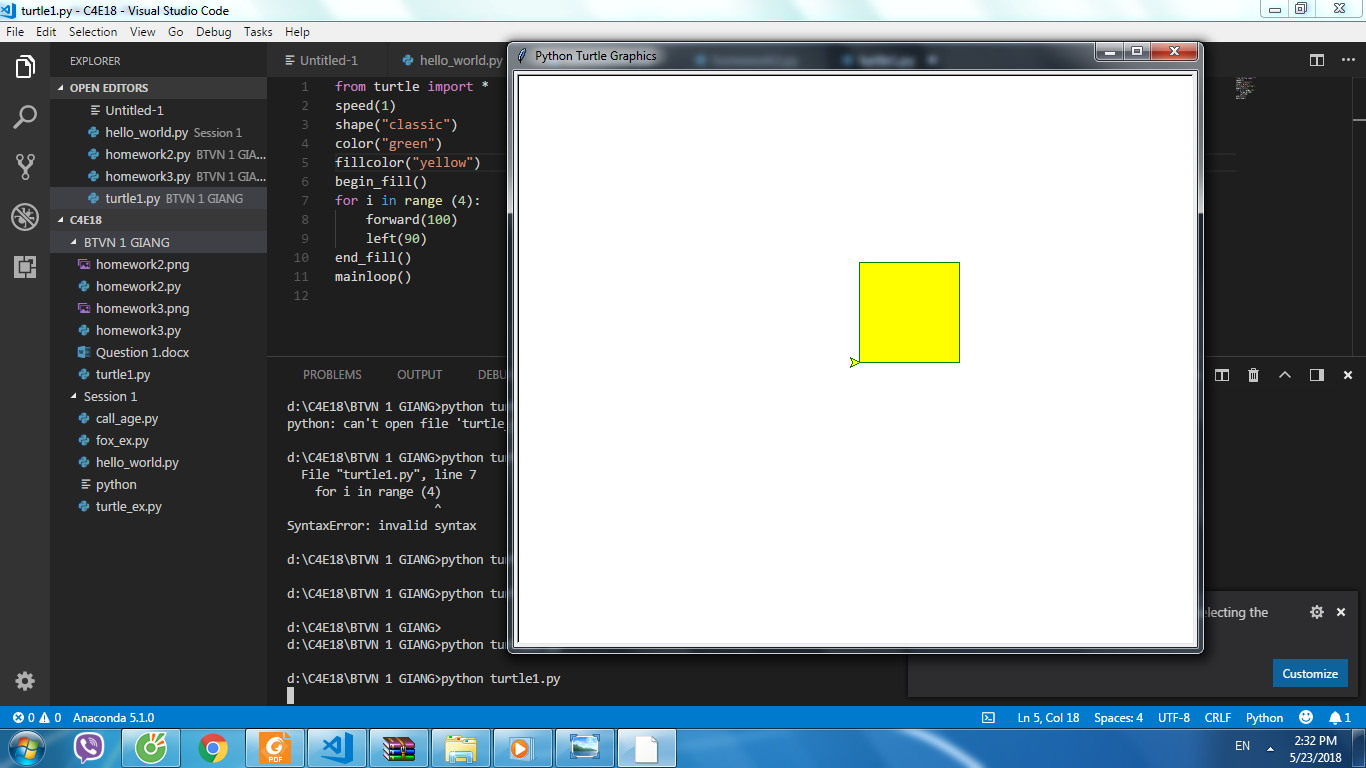 turtle1.py - C4E18 - Visual Studio Code
File Edit Selection View Go Debug Tasks Help
EXPLORER
OPEN EDITORS
Untitled-1
hello_world.py Session 1
homework2.py BTVN 1 GIA...
homework3.py BTVN 1 GIA...
turtle1.py BTVN 1 GIANG
C4E18
BTVN 1 GIANG
homework2.png
homework2.py
homework3.png
homework3.py
Question 1.docx
turtle1.py
Session 1
call_age.py
fox_ex.py
hello_world.py
python
turtle_ex.py
Untitled-1 hello_world.py
1 from turtle import *
2 speed(1)
3 shape("classic")
4 color("green")
5 fillcolor("yellow")
6 begin_fill()
7 for i in range (4):
8 forward(100)
9 left(90)
10 end_fill()
11 mainloop()
12
Python Turtle Graphics
PROBLEMS OUTPUT
d:\C4E18\BTVN 1 GIANG>python
python: can't open file
d:\C4E18\BTVN 1 GIANG>python
File "turtle1.py", line 7
for i in range (4)
^
SyntaxError: invalid syntax
d:\C4E18\BTVN 1 GIANG>python
d:\C4E18\BTVN 1 GIANG>python
d:\C4E18\BTVN 1 GIANG>
d:\C4E18\BTVN 1 GIANG>python
d:\C4E18\BTVN 1 GIANG>python turtle1.py
the
Customize
0 0 Anaconda 5.1.0 Ln 5, Col 18 Spaces: 4 UTF-8 CRLF Python 1
PDF
EN
2:32 PM
5/23/2018